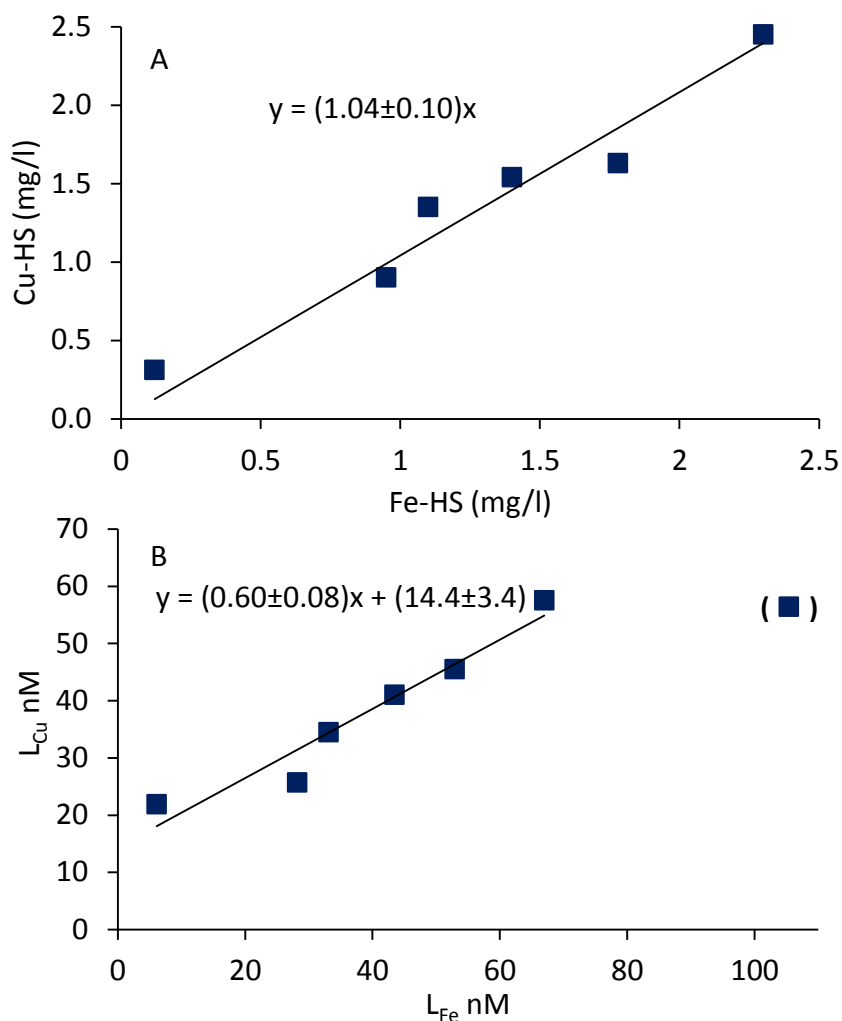 A
y = (1.04±0.10)x
Cu-HS (mg/l)
2.5
2.0
1.5
1.0
0.5
0.0
0 0.5 1 1.5 2 2.5
Fe-HS (mg/l)
B
y = (0.60±0.08)x + (14.4±3.4)
( )
L_Cu nM
70
60
50
40
30
20
10
0
0 20 40 60 80 100
L_Fe nM